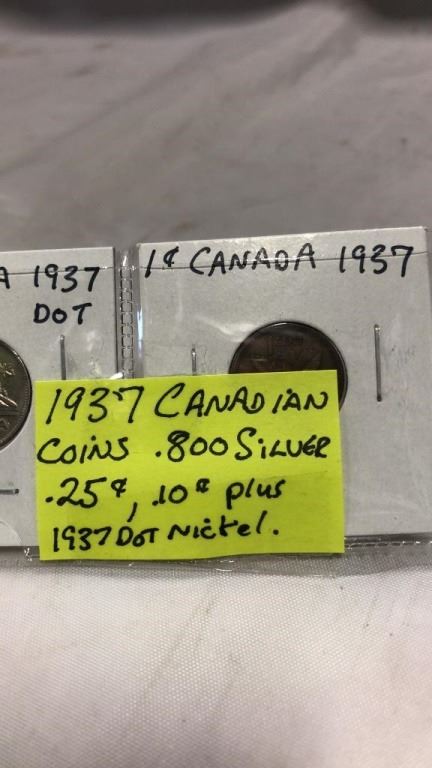 A 1937
DOT
1¢ CANADA 1937
1937 CANADIAN
COINS .800 SILVER
.25¢, .10¢ plus
1937 DOT Nickel.